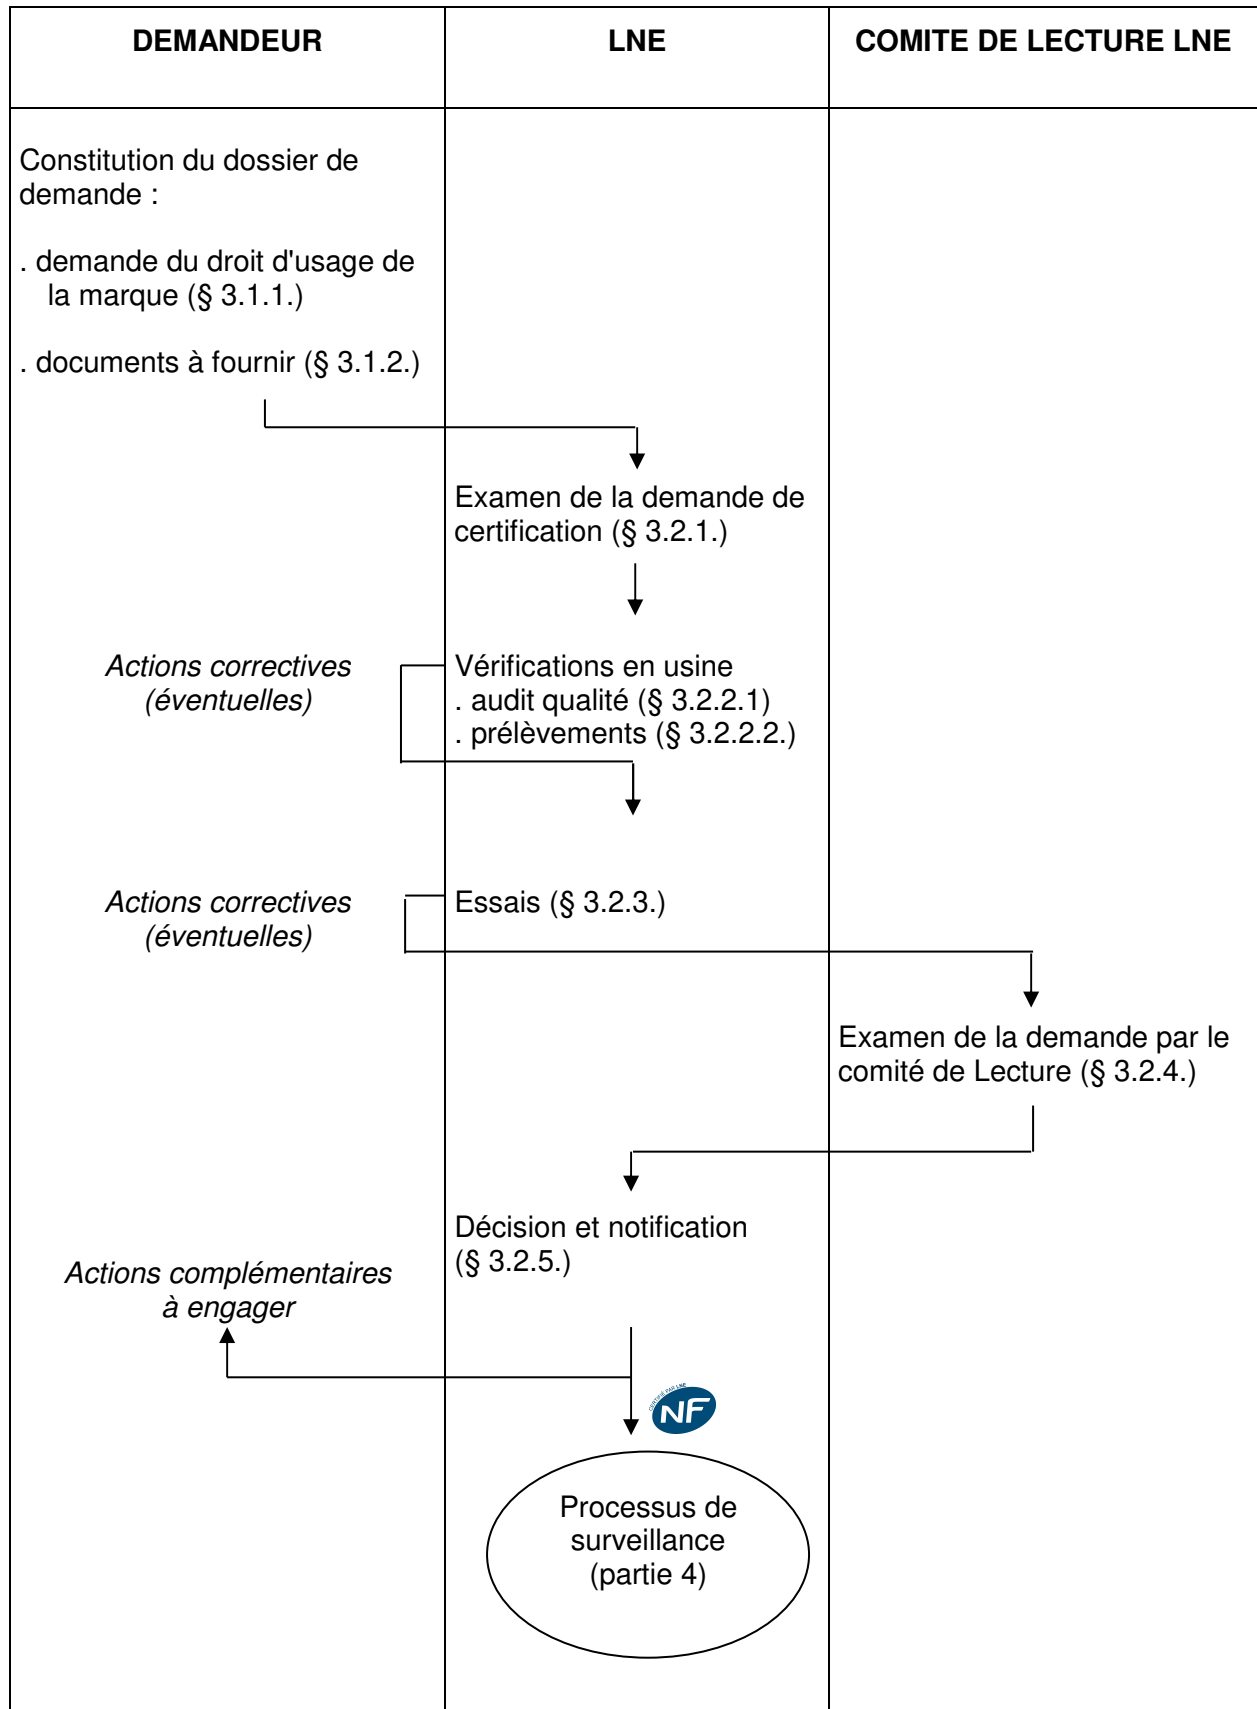 DEMANDEUR
LNE
COMITE DE LECTURE LNE
Constitution du dossier de
demande :
. demande du droit d'usage de
la marque (§ 3.1.1.)
. documents à fournir (§ 3.1.2.)
Examen de la demande de
certification (§ 3.2.1.)
Actions correctives
(éventuelles)
Vérifications en usine
. audit qualité (§ 3.2.2.1)
. prélèvements (§ 3.2.2.2.)
Actions correctives
(éventuelles)
Essais (§ 3.2.3.)
Examen de la demande par le
comité de Lecture (§ 3.2.4.)
Décision et notification
(§ 3.2.5.)
Actions complémentaires
à engager
CERTIFIÉ PAR LNE
NF
Processus de
surveillance
(partie 4)